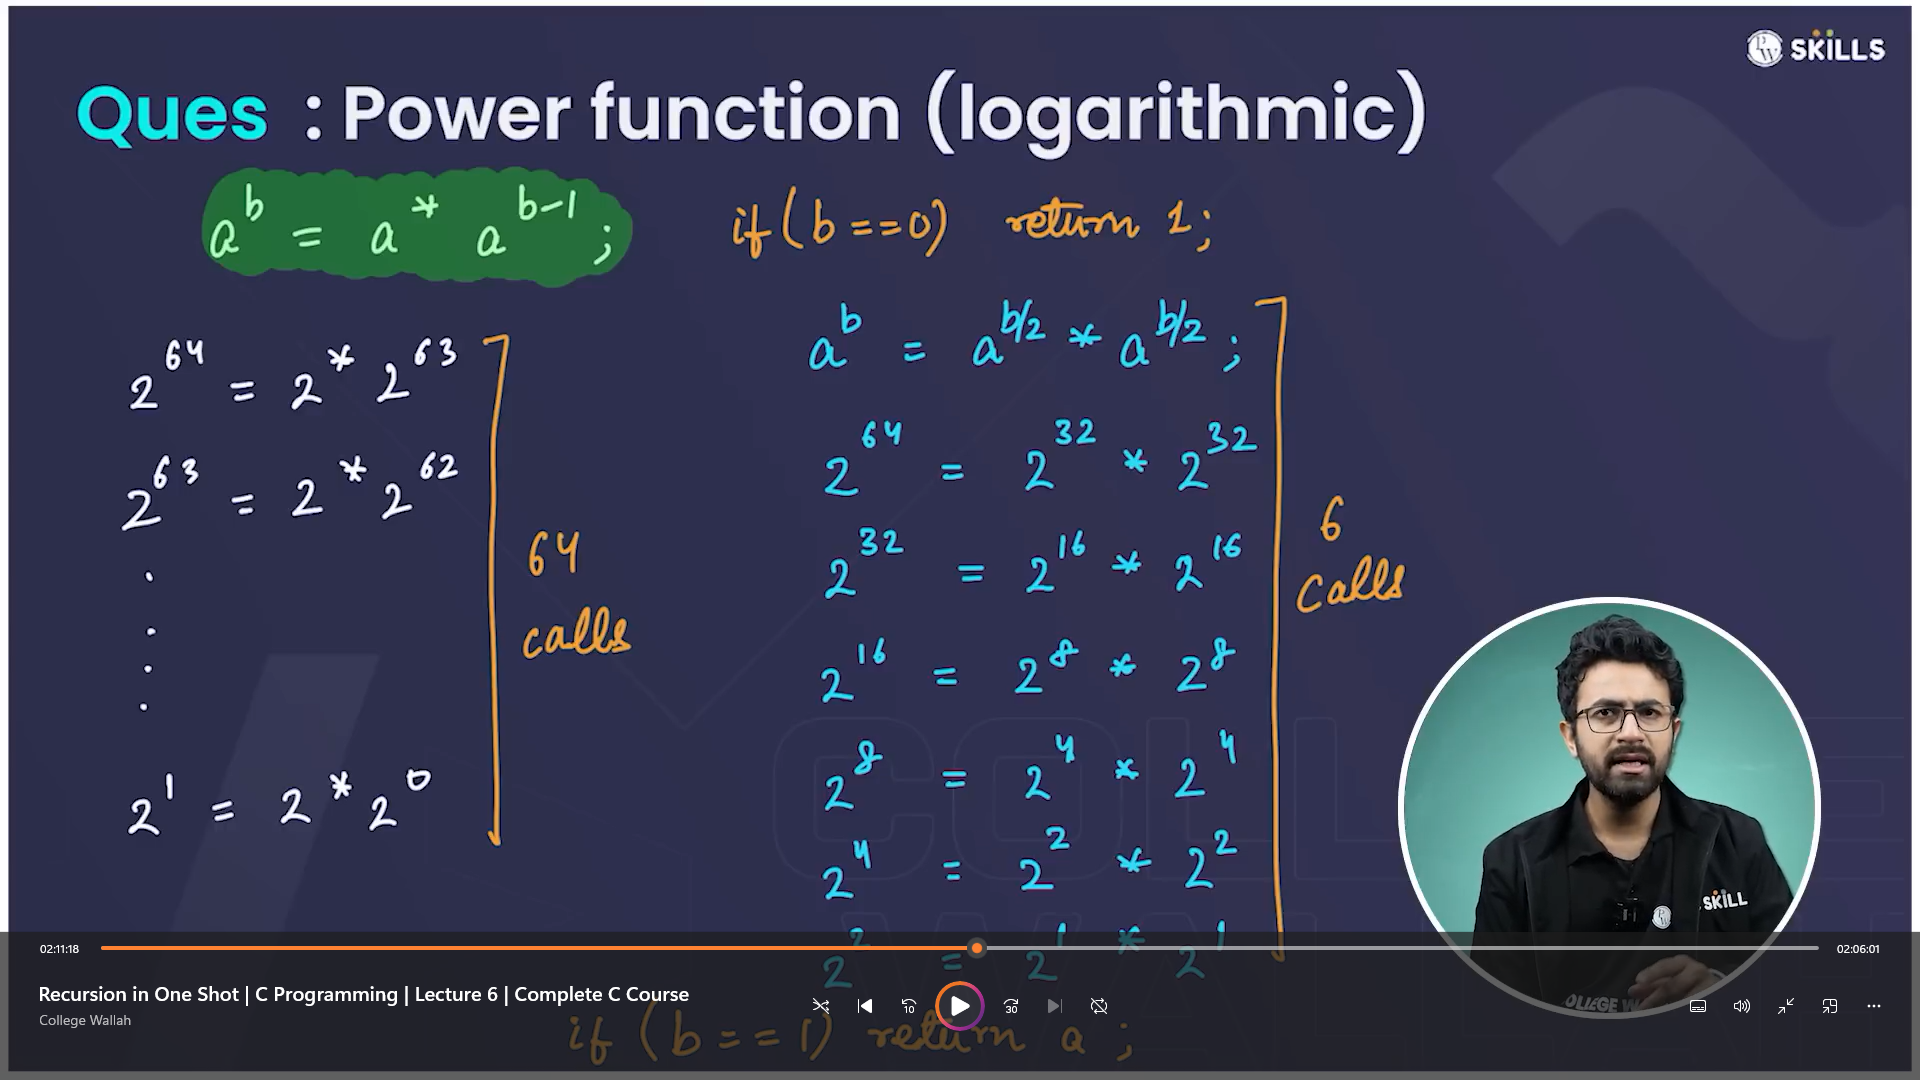 PW SKILLS
Ques : Power function (logarithmic)
a^b = a * a^b-1 ;
if (b == 0) return 1;
2^64 = 2 * 2^63
2^63 = 2 * 2^62
.
.
.
.
2^1 = 2 * 2^0
64
calls
a^b = a^b/2 * a^b/2 ;
2^64 = 2^32 * 2^32
2^32 = 2^16 * 2^16
2^16 = 2^8 * 2^8
2^8 = 2^4 * 2^4
2^4 = 2^2 * 2^2
2^2 = 2^1 * 2^1
6
calls
if (b == 1) return a ;
SKILL
02:11:18
02:06:01
Recursion in One Shot | C Programming | Lecture 6 | Complete C Course
College Wallah
10
30